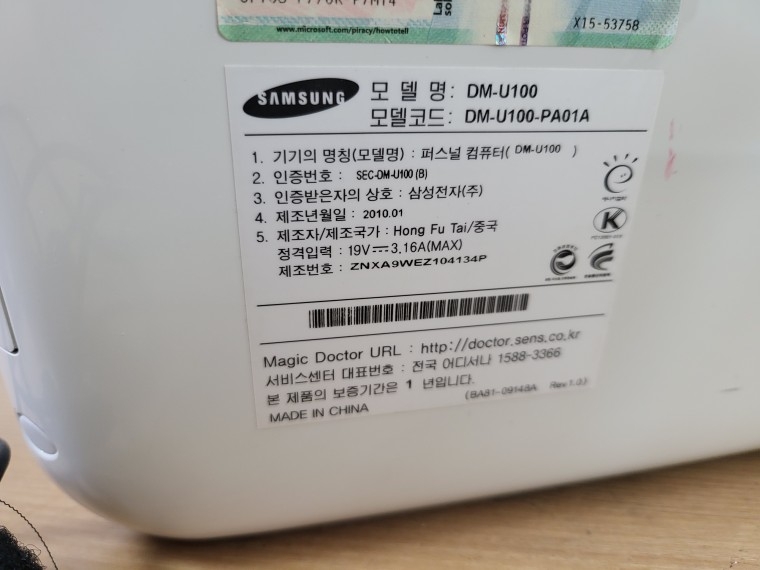 www.microsoft.com/piracy/howtotell
X15-53758
SAMSUNG
모 델 명: DM-U100
모델코드: DM-U100-PA01A
1. 기기의 명칭(모델명) : 퍼스널 컴퓨터( DM-U100 )
2. 인증번호 : SEC-DM-U100 (B)
3. 인증받은자의 상호 : 삼성전자(주)
4. 제조년월일 : 2010.01
5. 제조자/제조국가 : Hong Fu Tai/중국
정격입력 : 19V⎓3.16A(MAX)
제조번호 : ZNXA9WEZ104134P
Magic Doctor URL : http://doctor.sens.co.kr
서비스센터 대표번호 : 전국 어디서나 1588-3366
본 제품의 보증기간은 1 년입니다.
(BA81-09148A Rev1.0)
MADE IN CHINA